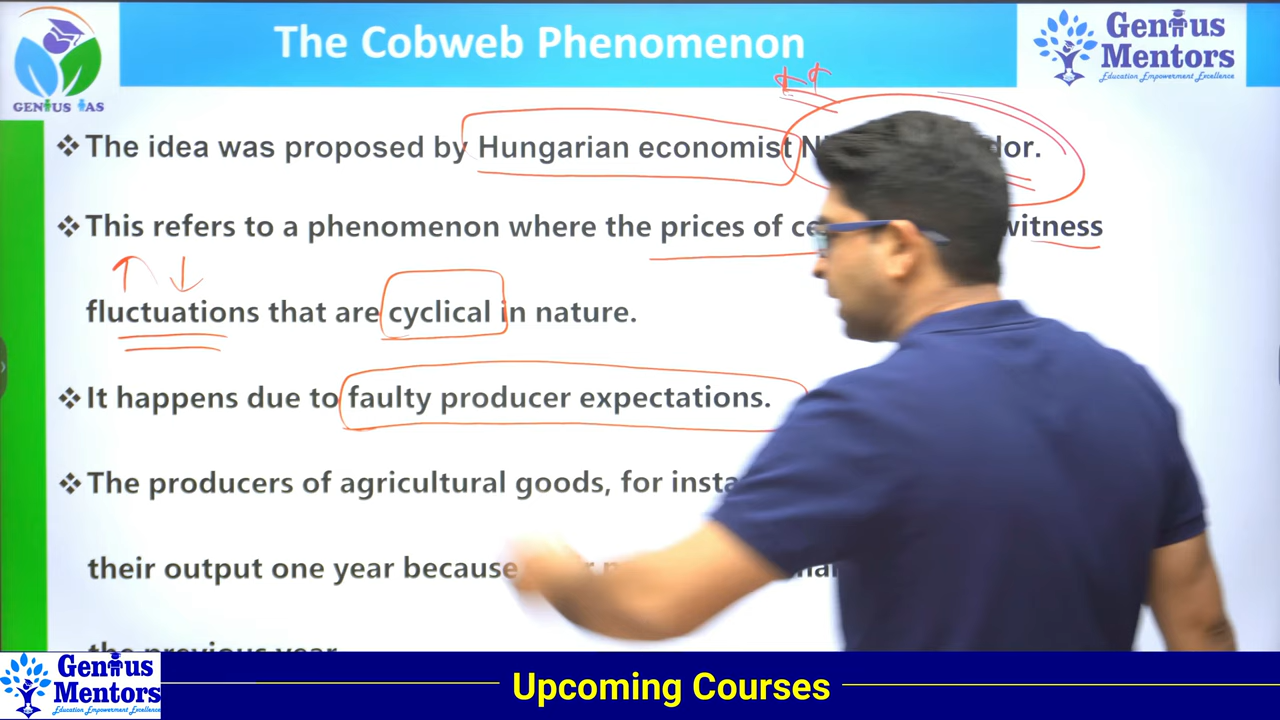 The Cobweb Phenomenon
GENIUS IAS
Genius
Mentors
Education Empowerment Excellence
The idea was proposed by Hungarian economist
This refers to a phenomenon where the prices of witness
fluctuations that are cyclical in nature.
It happens due to faulty producer expectations.
The producers of agricultural goods, for
their output one year because
the previous year
Genius
Mentors
Education Empowerment Excellence
Upcoming Courses